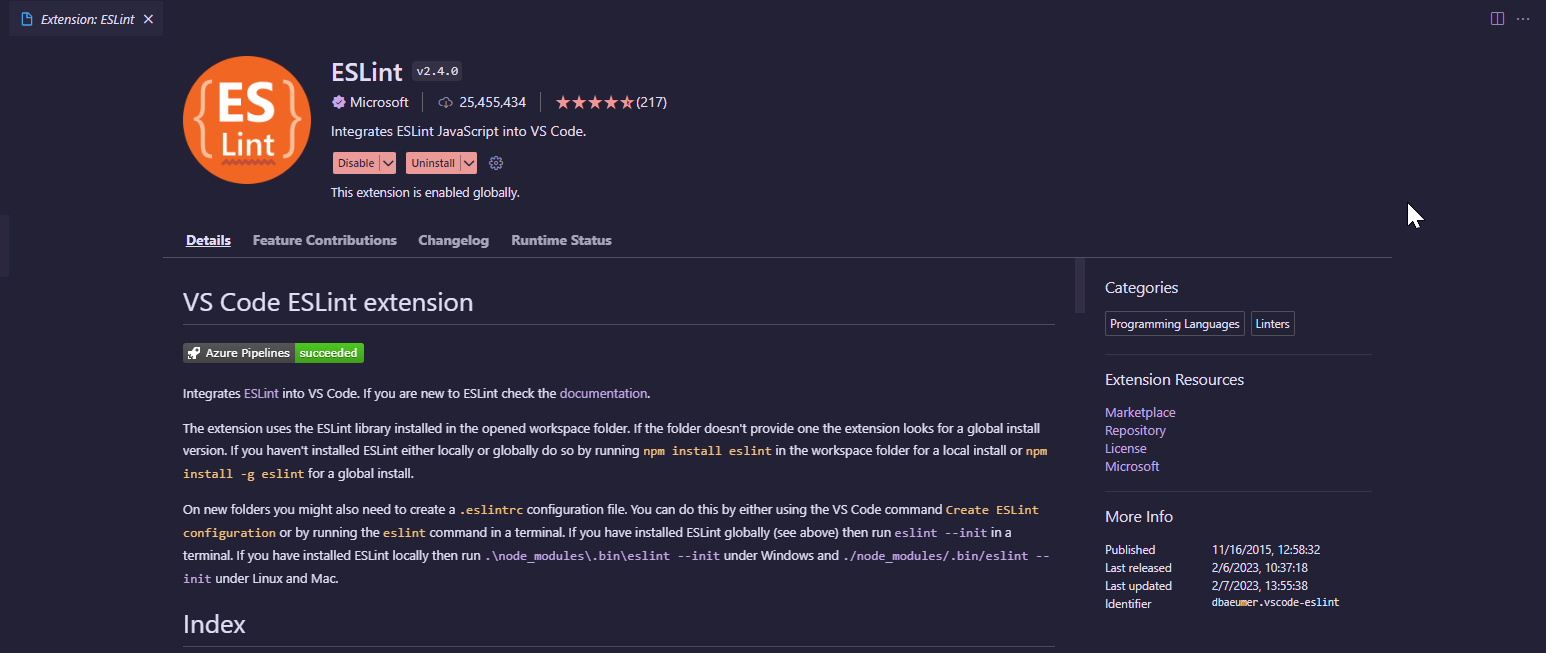 Extension: ESLint
ES
Lint
ESLint v2.4.0
Microsoft 25,455,434 (217)
Integrates ESLint JavaScript into VS Code.
Disable Uninstall
This extension is enabled globally.
Details Feature Contributions Changelog Runtime Status
VS Code ESLint extension
Azure Pipelines succeeded
Integrates ESLint into VS Code. If you are new to ESLint check the documentation.
The extension uses the ESLint library installed in the opened workspace folder. If the folder doesn't provide one the extension looks for a global install
version. If you haven't installed ESLint either locally or globally do so by running npm install eslint in the workspace folder for a local install or npm
install -g eslint for a global install.
On new folders you might also need to create a .eslintrc configuration file. You can do this by either using the VS Code command Create ESLint
configuration or by running the eslint command in a terminal. If you have installed ESLint globally (see above) then run eslint --init in a
terminal. If you have installed ESLint locally then run .\node_modules\.bin\eslint --init under Windows and ./node_modules/.bin/eslint --
init under Linux and Mac.
Index
Categories
Programming Languages Linters
Extension Resources
Marketplace
Repository
License
Microsoft
More Info
Published 11/16/2015, 12:58:32
Last released 2/6/2023, 10:37:18
Last updated 2/7/2023, 13:55:38
Identifier dbaeumer.vscode-eslint